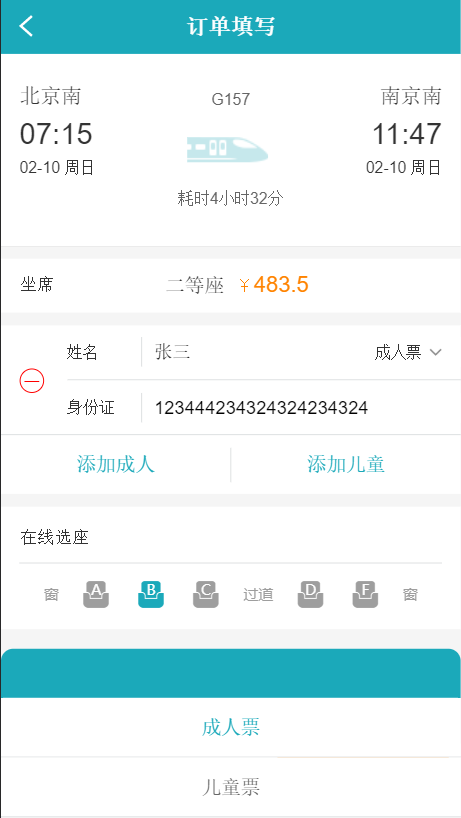 订单填写
北京南 G157 南京南
07:15 11:47
02-10 周日 02-10 周日
耗时4小时32分
坐席 二等座 ￥483.5
姓名 张三 成人票
身份证 123444234324324234324
添加成人 添加儿童
在线选座
窗 A B C 过道 D F 窗
成人票
儿童票